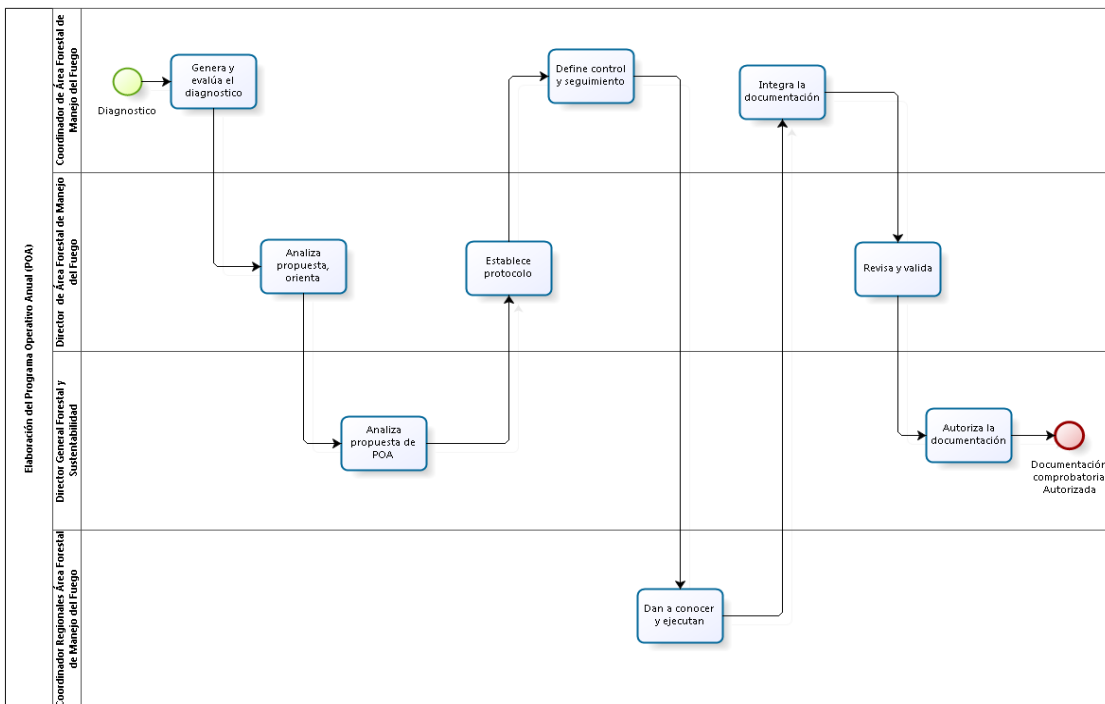 Elaboración del Programa Operativo Anual (POA)
Coordinador de Área Forestal de
Manejo del Fuego
Diagnostico
Genera y
evalúa el
diagnostico
Define control
y seguimiento
Integra la
documentación
Director de Área Forestal de Manejo
del Fuego
Analiza
propuesta,
orienta
Establece
protocolo
Revisa y valida
Director General Forestal y
Sustentabilidad
Analiza
propuesta de
POA
Autoriza la
documentación
Documentación
comprobatoria
Autorizada
Coordinador Regionales Área Forestal
de Manejo del Fuego
Dan a conocer
y ejecutan